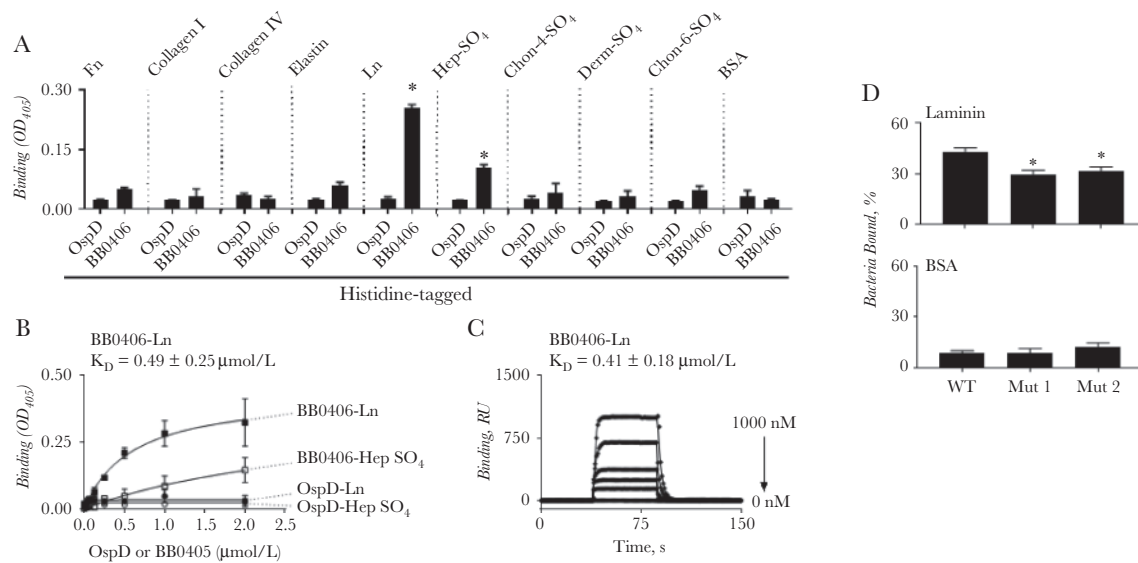 A
Fn
Collagen I
Collagen IV
Elastin
Ln
Hep-SO4
Chon-4-SO4
Derm-SO4
Chon-6-SO4
BSA
Binding (OD405)
0.30
0.15
0.00
*
*
OspD
BB0406
OspD
BB0406
OspD
BB0406
OspD
BB0406
OspD
BB0406
OspD
BB0406
OspD
BB0406
OspD
BB0406
OspD
BB0406
OspD
BB0406
Histidine-tagged
B
BB0406-Ln
KD = 0.49 ± 0.25 μmol/L
Binding (OD405)
0.50
0.25
0.00
BB0406-Ln
BB0406-Hep SO4
OspD-Ln
OspD-Hep SO4
0.0 0.5 1.0 1.5 2.0 2.5
OspD or BB0405 (μmol/L)
C
BB0406-Ln
KD = 0.41 ± 0.18 μmol/L
Binding, RU
1500
750
0
1000 nM
0 nM
0 75 150
Time, s
D
Laminin
Bacteria Bound, %
60
30
0
* *
BSA
60
30
0
WT Mut 1 Mut 2